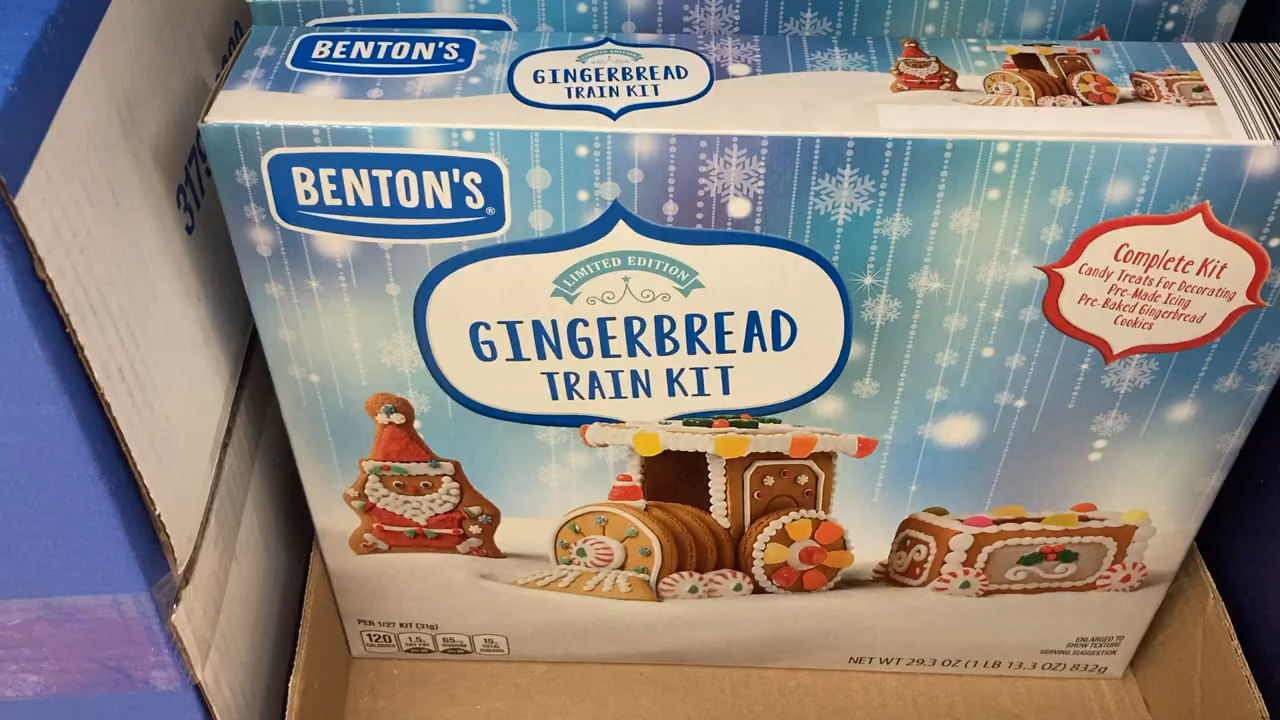 BENTON'S
LIMITED EDITION
GINGERBREAD
TRAIN KIT
BENTON'S®
LIMITED EDITION
GINGERBREAD
TRAIN KIT
Complete Kit
Candy Treats For Decorating
Pre-Made Icing
Pre-Baked Gingerbread
Cookies
PER 1/27 KIT (31g)
120 CALORIES
1.5g SAT FAT
65mg SODIUM
15g TOTAL SUGARS
ENLARGED TO
SHOW TEXTURE
SERVING SUGGESTION
NET WT 29.3 OZ (1 LB 13.3 OZ) 832g